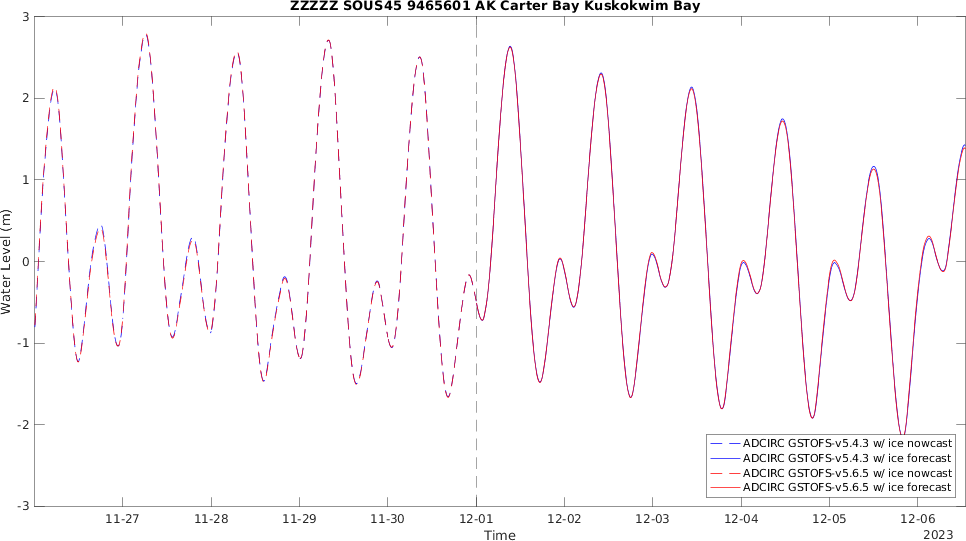 ZZZZZ SOUS45 9465601 AK Carter Bay Kuskokwim Bay
3
2
1
0
-1
-2
-3
Water Level (m)
ADCIRC GSTOFS-v5.4.3 w/ ice nowcast
ADCIRC GSTOFS-v5.4.3 w/ ice forecast
ADCIRC GSTOFS-v5.6.5 w/ ice nowcast
ADCIRC GSTOFS-v5.6.5 w/ ice forecast
11-27 11-28 11-29 11-30 12-01 12-02 12-03 12-04 12-05 12-06
Time
2023